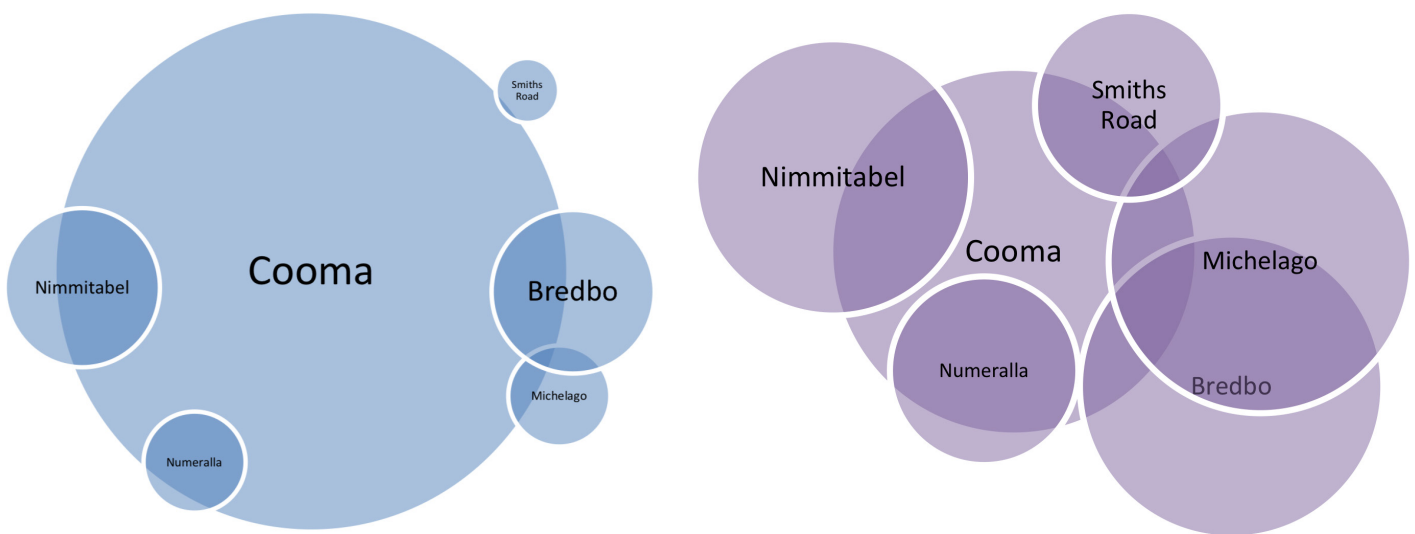 Smiths
Road
Cooma
Nimmitabel
Bredbo
Michelago
Numeralla
Smiths
Road
Nimmitabel
Cooma
Michelago
Numeralla
Bredbo